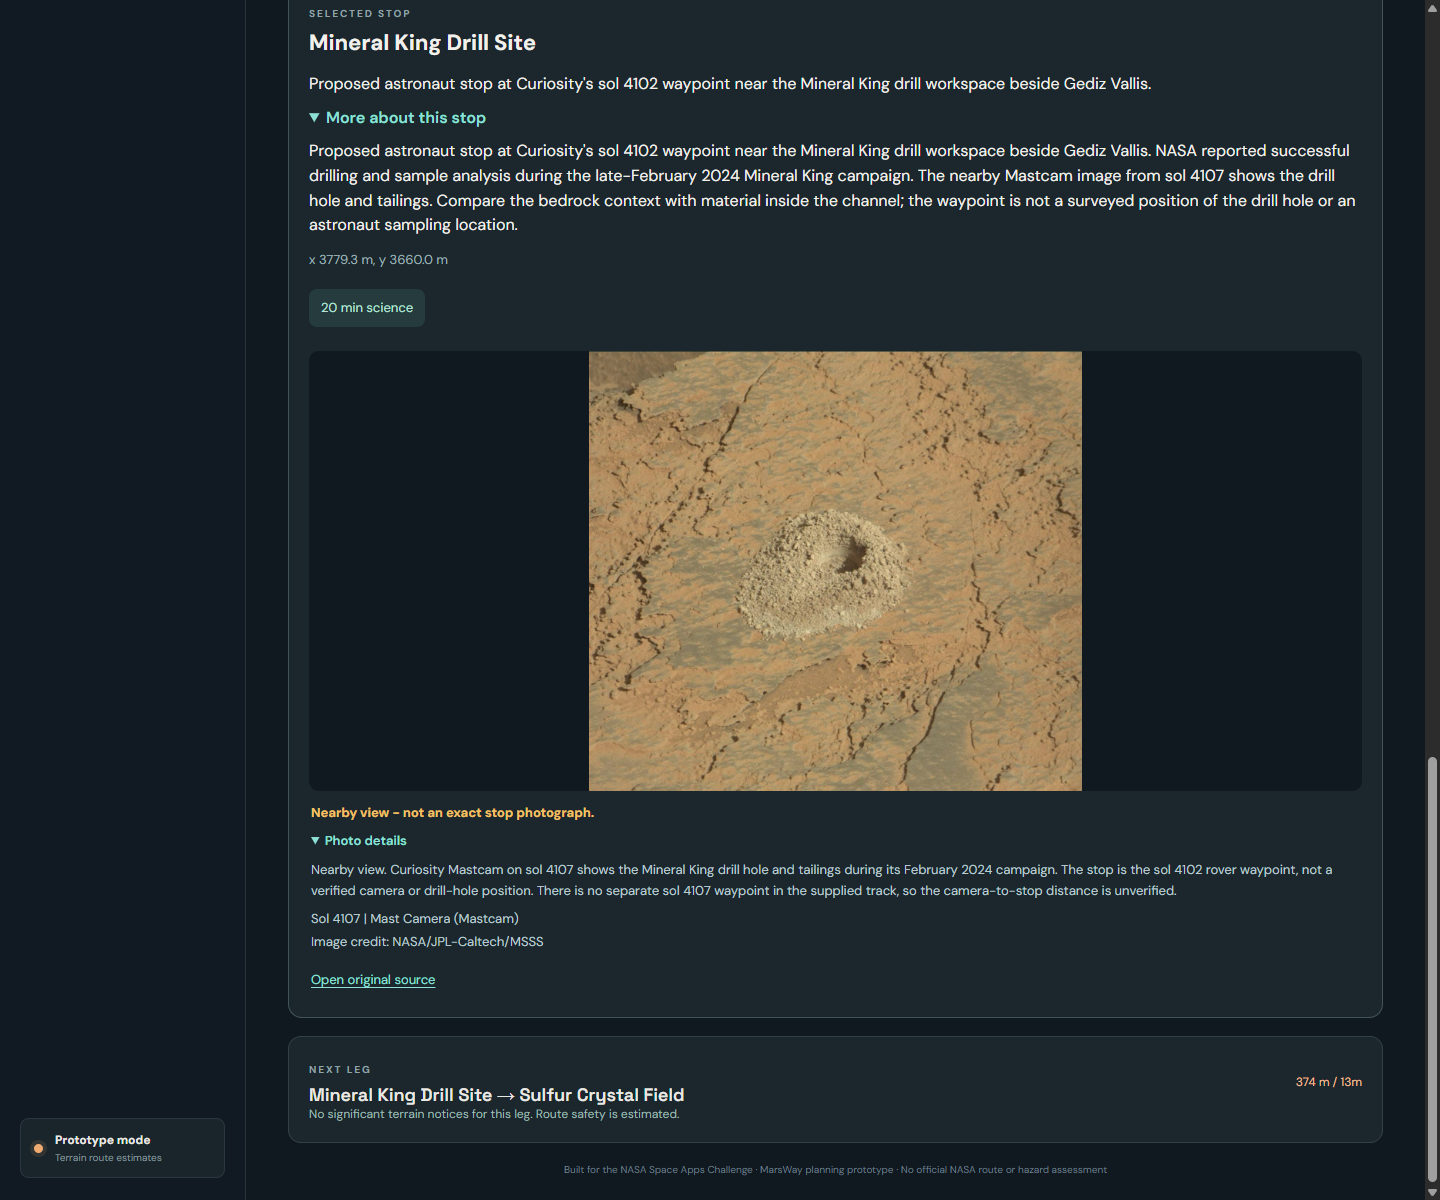 SELECTED STOP
Mineral King Drill Site
Proposed astronaut stop at Curiosity's sol 4102 waypoint near the Mineral King drill workspace beside Gediz Vallis.
▼ More about this stop
Proposed astronaut stop at Curiosity's sol 4102 waypoint near the Mineral King drill workspace beside Gediz Vallis. NASA reported successful
drilling and sample analysis during the late-February 2024 Mineral King campaign. The nearby Mastcam image from sol 4107 shows the drill
hole and tailings. Compare the bedrock context with material inside the channel; the waypoint is not a surveyed position of the drill hole or an
astronaut sampling location.
x 3779.3 m, y 3660.0 m
20 min science
Nearby view - not an exact stop photograph.
▼ Photo details
Nearby view. Curiosity Mastcam on sol 4107 shows the Mineral King drill hole and tailings during its February 2024 campaign. The stop is the sol 4102 rover waypoint, not a
verified camera or drill-hole position. There is no separate sol 4107 waypoint in the supplied track, so the camera-to-stop distance is unverified.
Sol 4107 | Mast Camera (Mastcam)
Image credit: NASA/JPL-Caltech/MSSS
Open original source
NEXT LEG
Mineral King Drill Site → Sulfur Crystal Field
374 m / 13m
No significant terrain notices for this leg. Route safety is estimated.
Prototype mode
Terrain route estimates
Built for the NASA Space Apps Challenge · MarsWay planning prototype · No official NASA route or hazard assessment